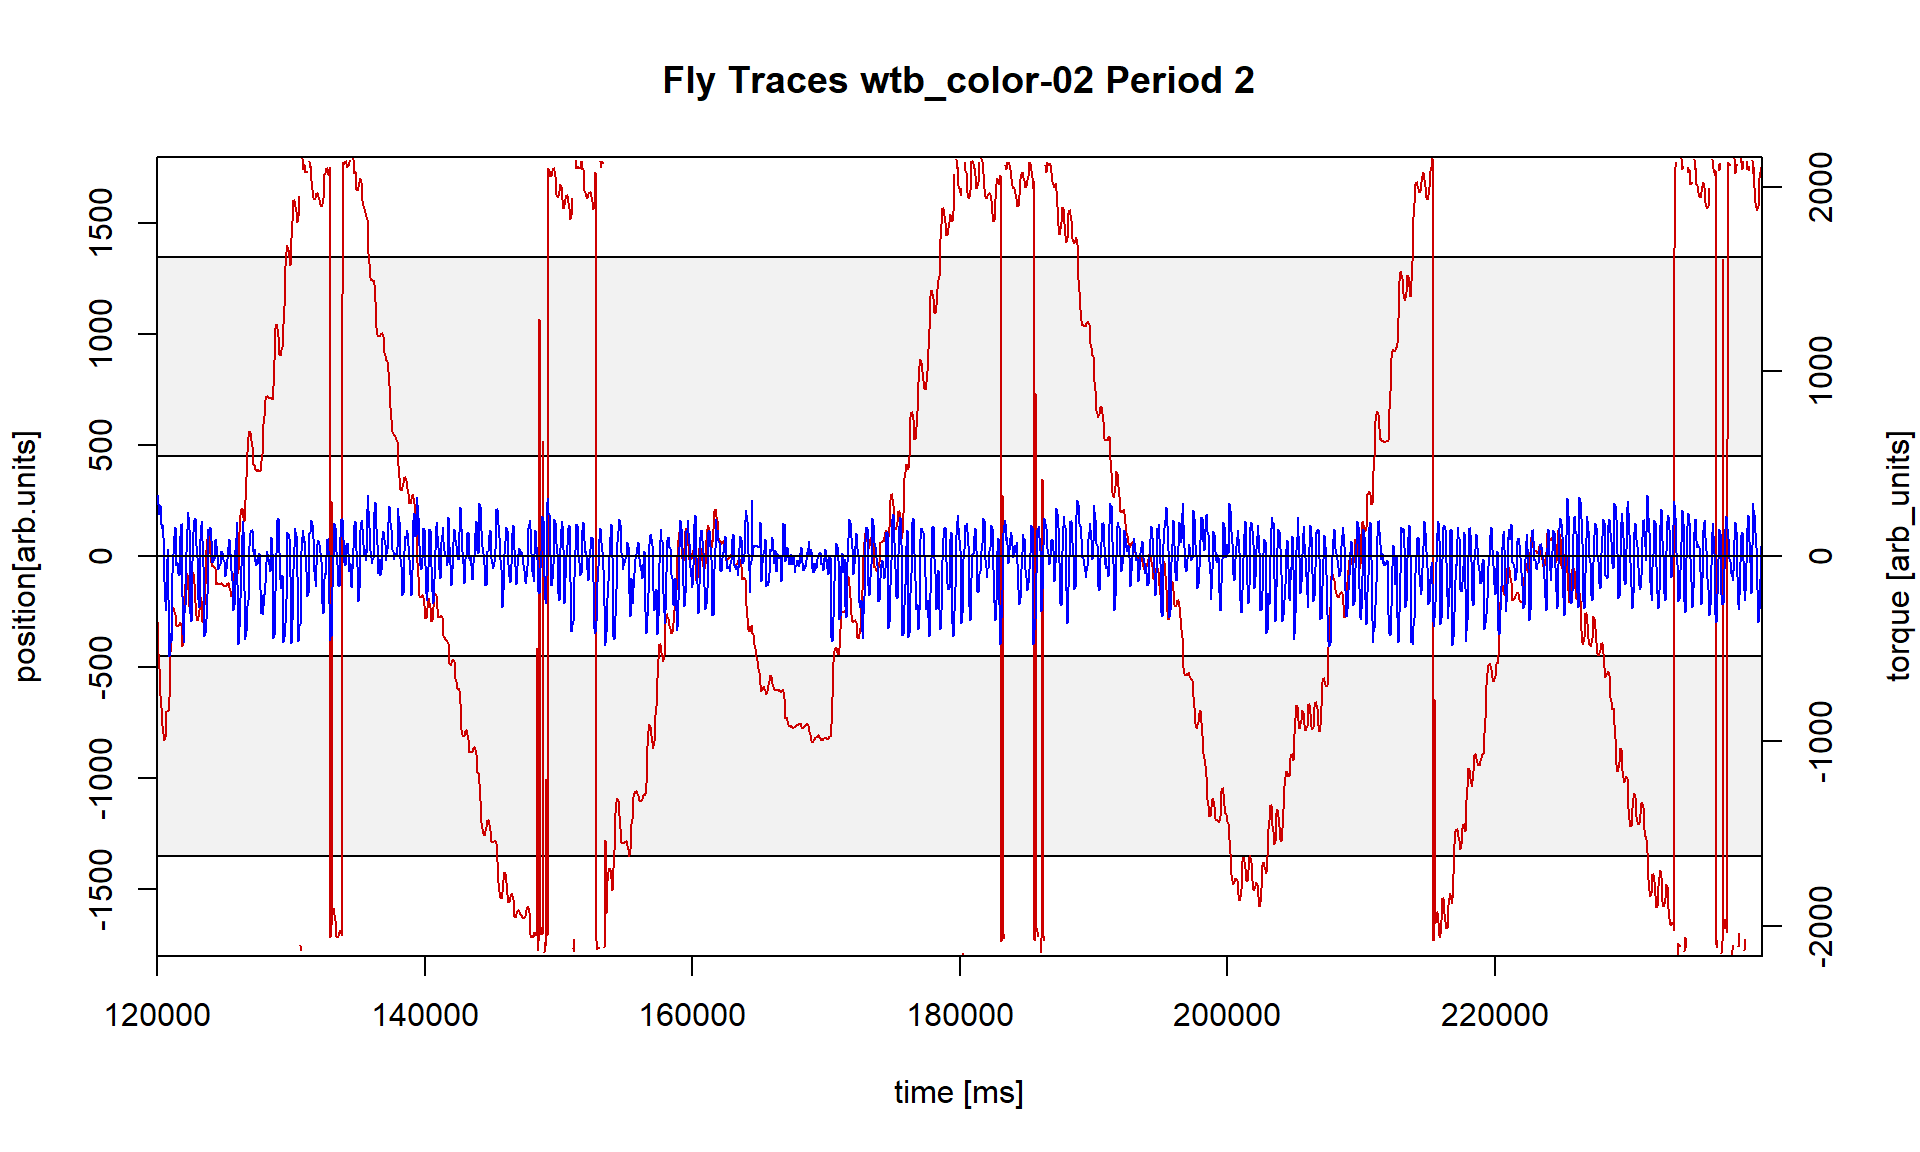 Fly Traces wtb_color-02 Period 2
position[arb.units]
1500
1000
500
0
-500
-1000
-1500
2000
1000
0
-1000
-2000
torque [arb_units]
120000 140000 160000 180000 200000 220000
time [ms]